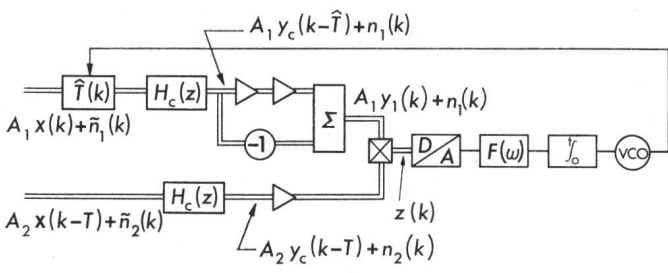 A₁ y_c(k-T̂)+n₁(k)
T̂(k)
H_c(z)
A₁ x(k)+ñ₁(k)
-1
Σ
A₁ y₁(k)+n₁(k)
D/A
F(ω)
∫₀ᵗ
VCO
z(k)
H_c(z)
A₂ x(k-T)+ñ₂(k)
A₂ y_c(k-T)+n₂(k)